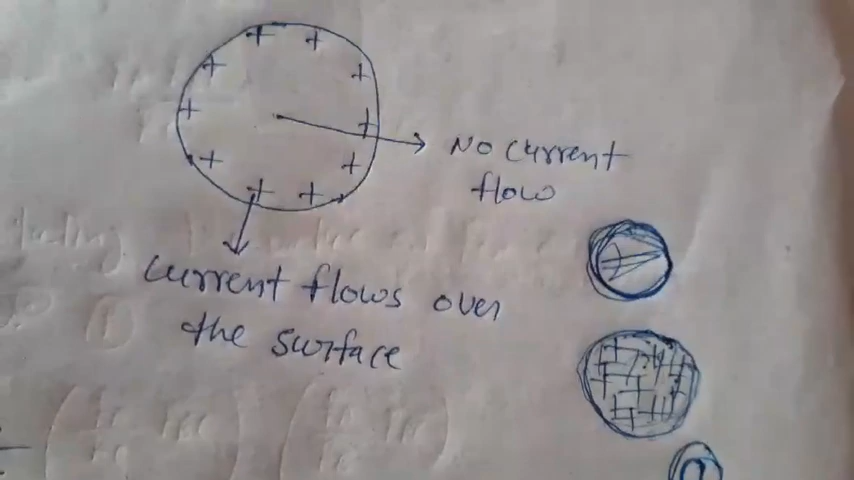 No current
flow
current flows over
the surface